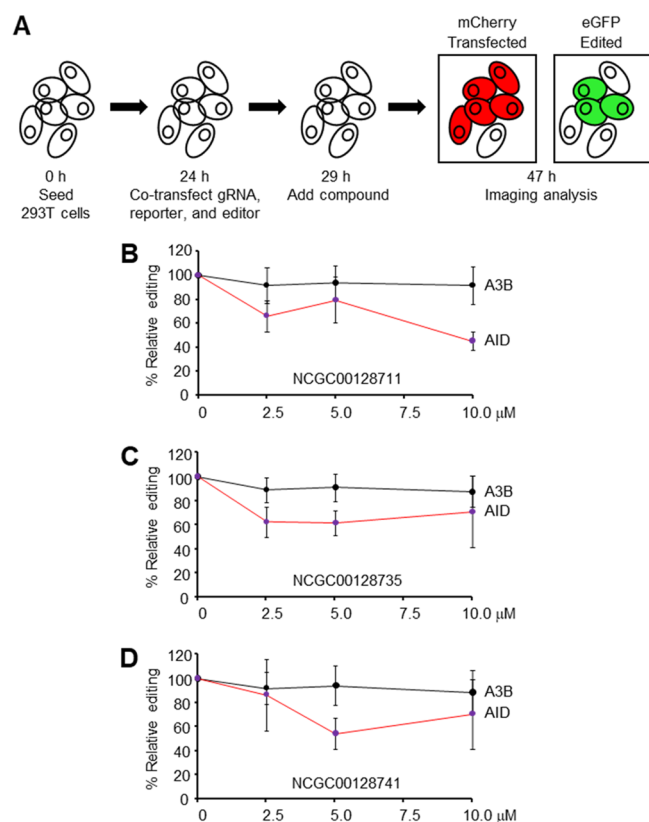 A
mCherry
Transfected
eGFP
Edited
0 h
Seed
293T cells
24 h
Co-transfect gRNA,
reporter, and editor
29 h
Add compound
47 h
Imaging analysis
B
% Relative editing
120
100
80
60
40
20
0
A3B
AID
NCGC00128711
0 2.5 5.0 7.5 10.0 µM
C
% Relative editing
120
100
80
60
40
20
0
A3B
AID
NCGC00128735
0 2.5 5.0 7.5 10.0 µM
D
% Relative editing
120
100
80
60
40
20
0
A3B
AID
NCGC00128741
0 2.5 5.0 7.5 10.0 µM